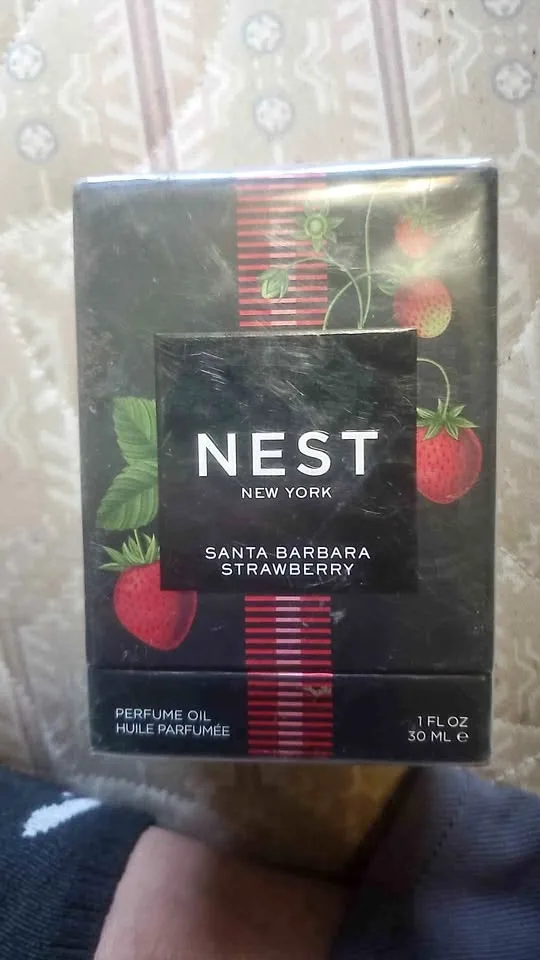 NEST
NEW YORK
SANTA BARBARA
STRAWBERRY
PERFUME OIL
HUILE PARFUMÉE
1 FL OZ
30 ML ℮